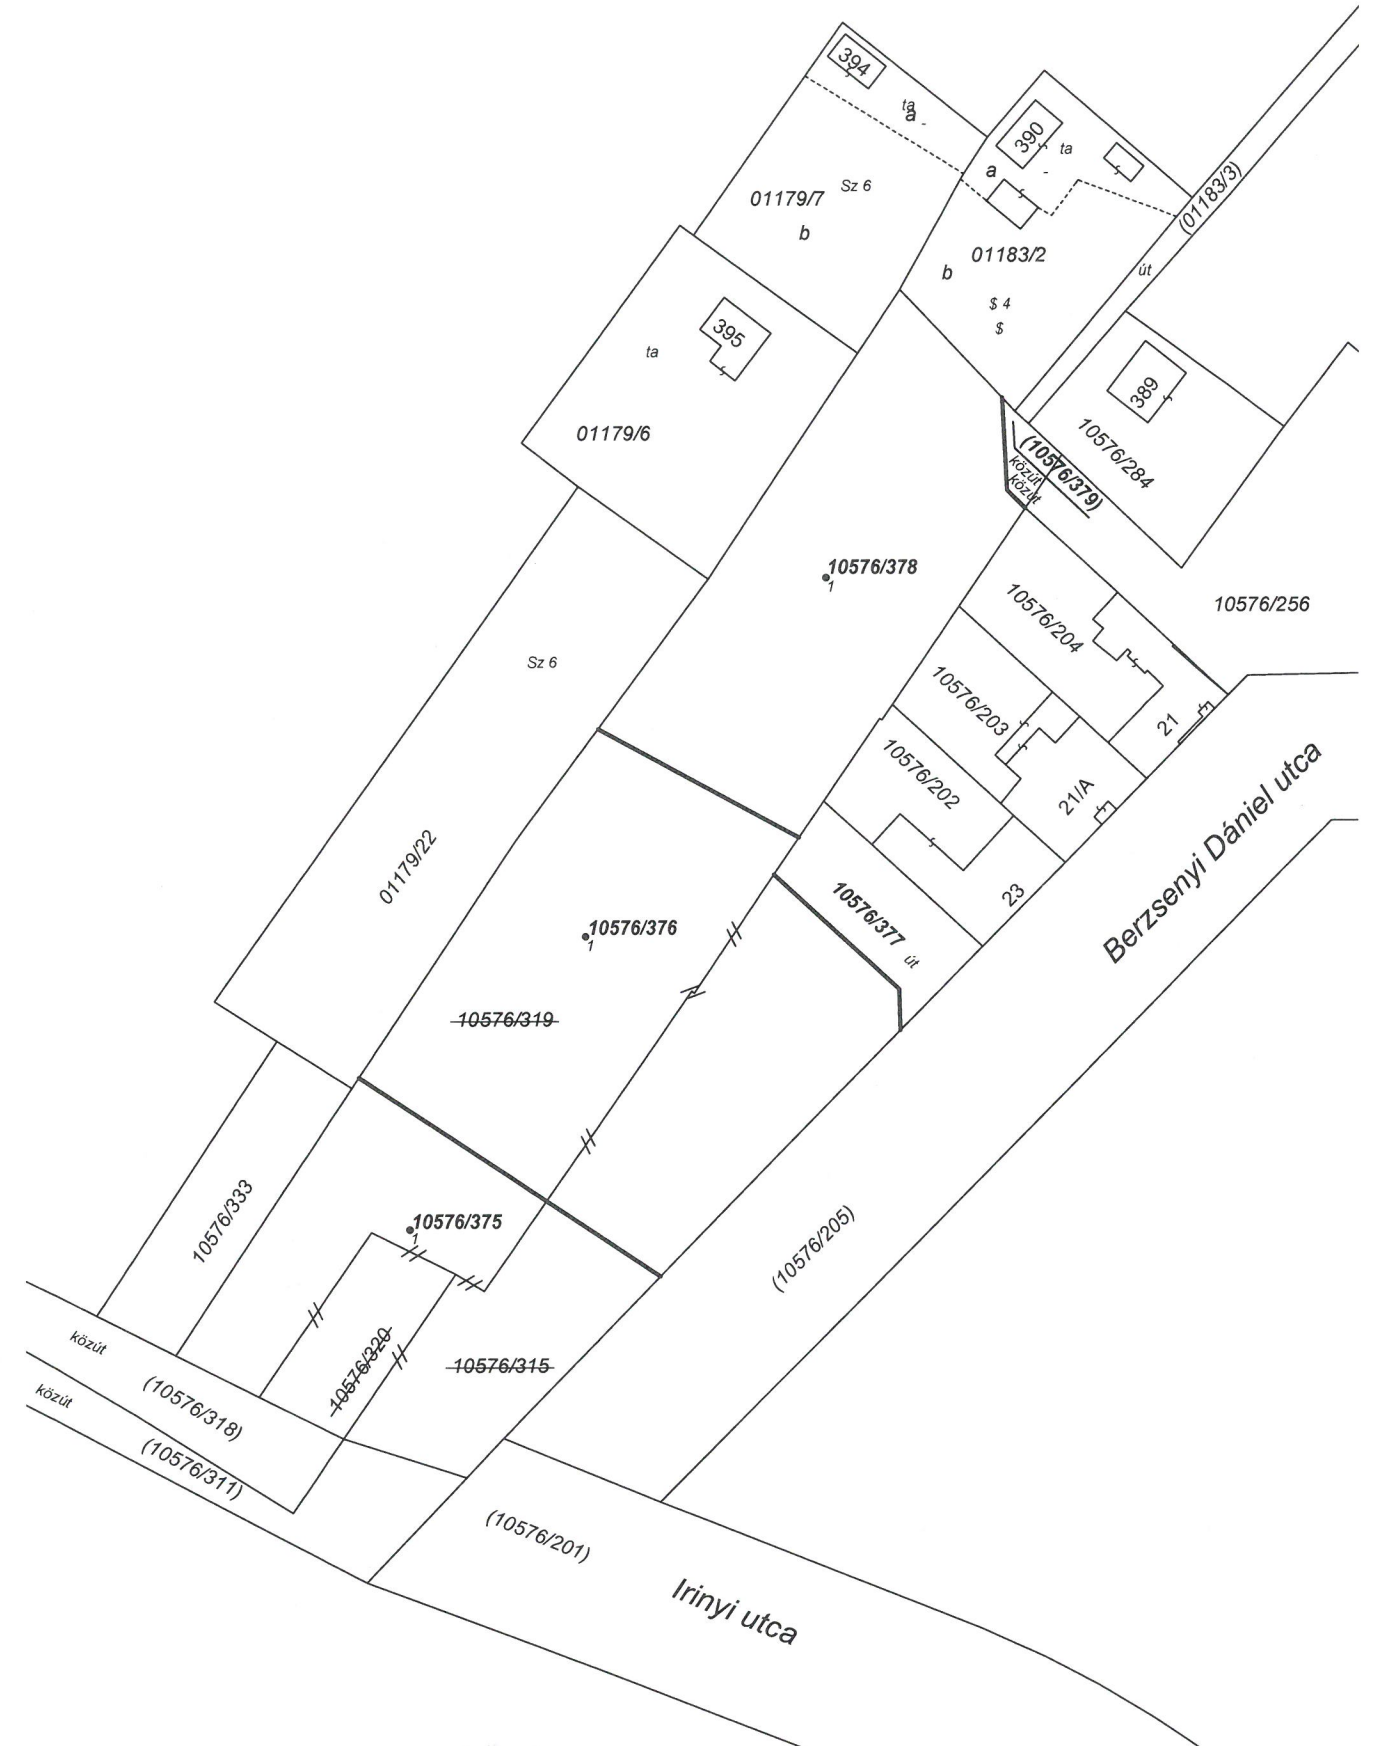 394
ta
a
-
390
ta
a
-
01179/7
Sz 6
b
(01183/3)
01183/2
b
út
$ 4
$
395
ta
389
01179/6
10576/284
(10576/379)
közút
közút
10576/378
1
10576/256
10576/204
Sz 6
10576/203
21
10576/202
21/A
Berzsenyi Dániel utca
01179/22
23
10576/377
út
10576/376
1
10576/319
10576/333
10576/375
1
(10576/205)
közút
10576/320
10576/315
közút
(10576/318)
(10576/311)
(10576/201)
Irinyi utca